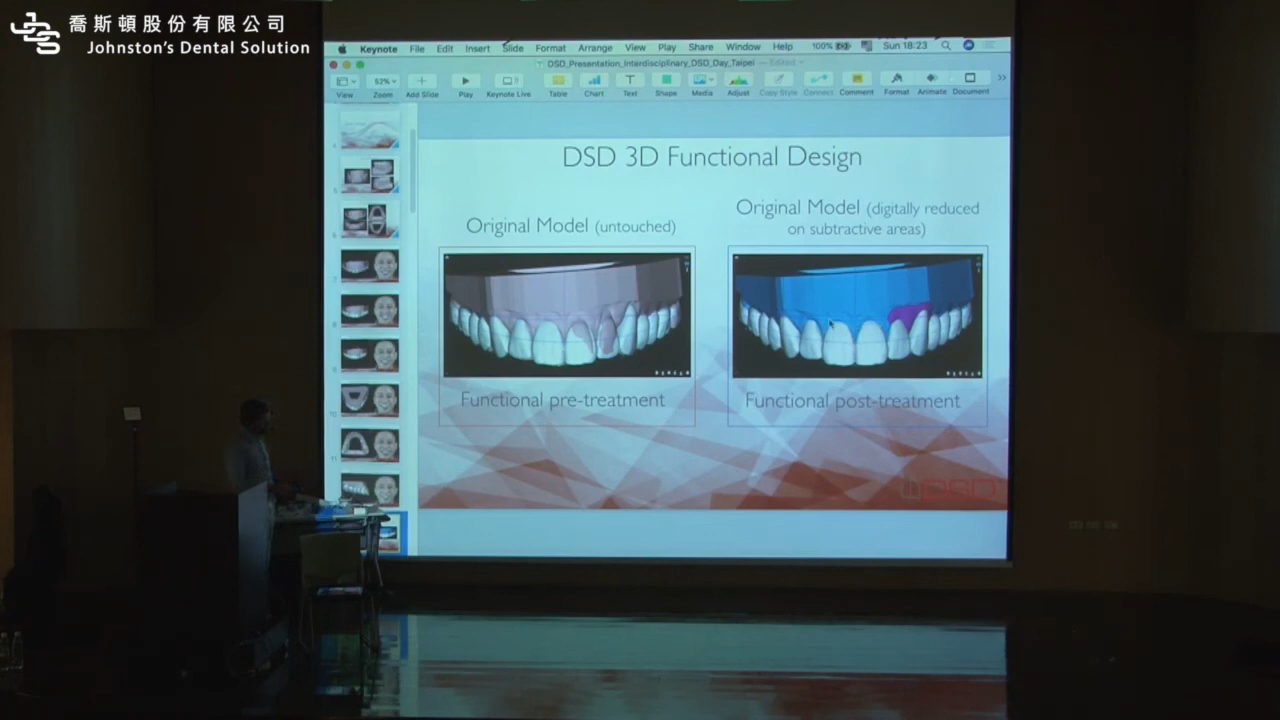 喬斯頓股份有限公司
Johnston's Dental Solution
Keynote File Edit Insert Slide Format Arrange View Play Share Window Help 100% Sun 18:23
DSD_Presentation_Interdisciplinary_DSD_Day_Taipei — Edited
52%
View Zoom Add Slide Play Keynote Live Table Chart Text Shape Media Adjust Copy Style Connect Comment Format Animate Document
DSD 3D Functional Design
Original Model (untouched)
Original Model (digitally reduced
on subtractive areas)
Functional pre-treatment
Functional post-treatment
DSD